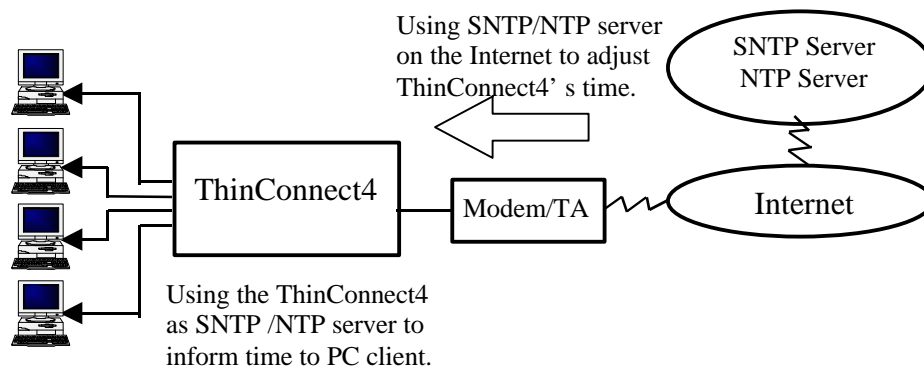 Using SNTP/NTP server
on the Internet to adjust
ThinConnect4' s time.
SNTP Server
NTP Server
ThinConnect4
Modem/TA
Internet
Using the ThinConnect4
as SNTP /NTP server to
inform time to PC client.